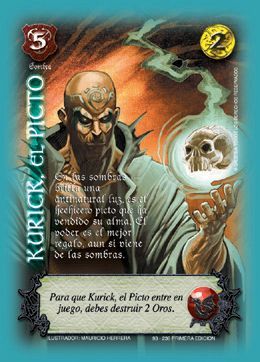 5
2
Sombra
KURICK, el PICTO
En las sombras
brilla una
antinatural luz, es el
hechicero picto que ha
vendido su alma. El
poder es el mejor
regalo, aun si viene
de las sombras.
Para que Kurick, el Picto entre en
juego, debes destruir 2 Oros.
ILUSTRADOR: MAURICIO HERRERA
PRIMERA EDICION